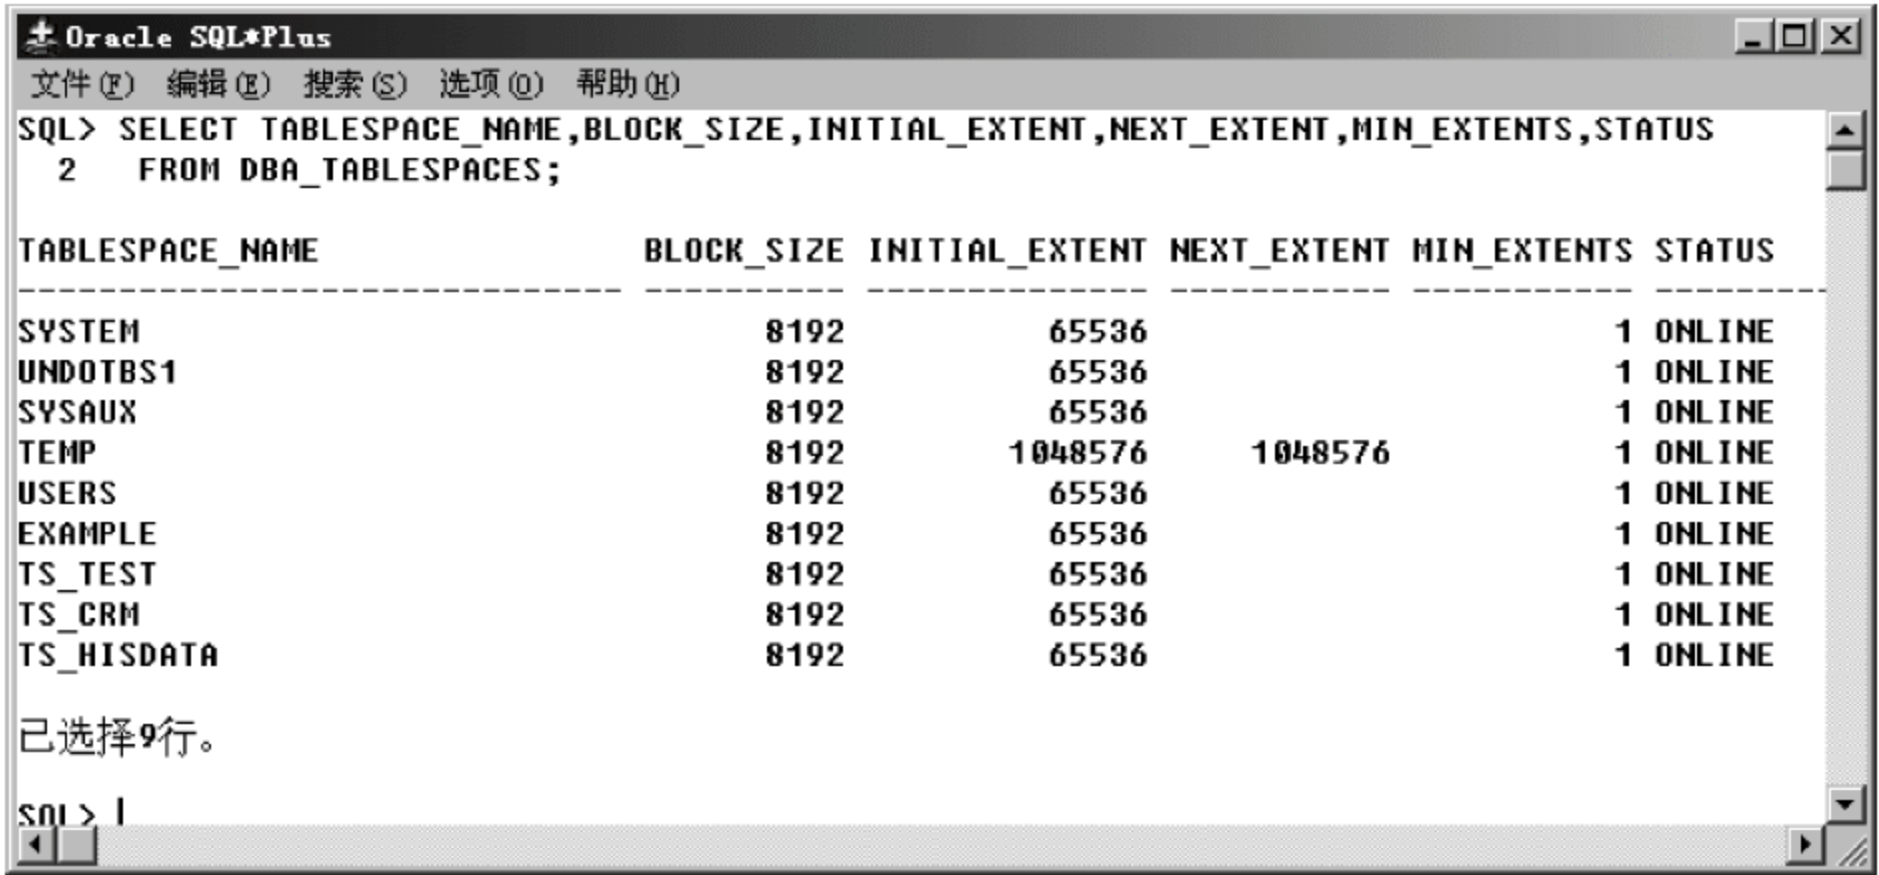 Oracle SQL*Plus
文件(F) 编辑(E) 搜索(S) 选项(O) 帮助(H)
SQL> SELECT TABLESPACE_NAME,BLOCK_SIZE,INITIAL_EXTENT,NEXT_EXTENT,MIN_EXTENTS,STATUS
2 FROM DBA_TABLESPACES;
TABLESPACE_NAME BLOCK_SIZE INITIAL_EXTENT NEXT_EXTENT MIN_EXTENTS STATUS
------------------------------ ---------- -------------- ----------- ----------- ---------
SYSTEM 8192 65536 1 ONLINE
UNDOTBS1 8192 65536 1 ONLINE
SYSAUX 8192 65536 1 ONLINE
TEMP 8192 1048576 1048576 1 ONLINE
USERS 8192 65536 1 ONLINE
EXAMPLE 8192 65536 1 ONLINE
TS_TEST 8192 65536 1 ONLINE
TS_CRM 8192 65536 1 ONLINE
TS_HISDATA 8192 65536 1 ONLINE
已选择9行。
SQL>